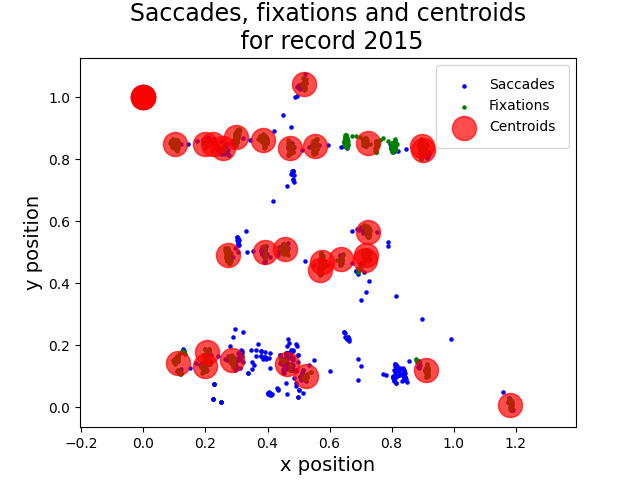 Saccades, fixations and centroids
for record 2015
Saccades
Fixations
Centroids
y position
1.0
0.8
0.6
0.4
0.2
0.0
−0.2 0.0 0.2 0.4 0.6 0.8 1.0 1.2
x position